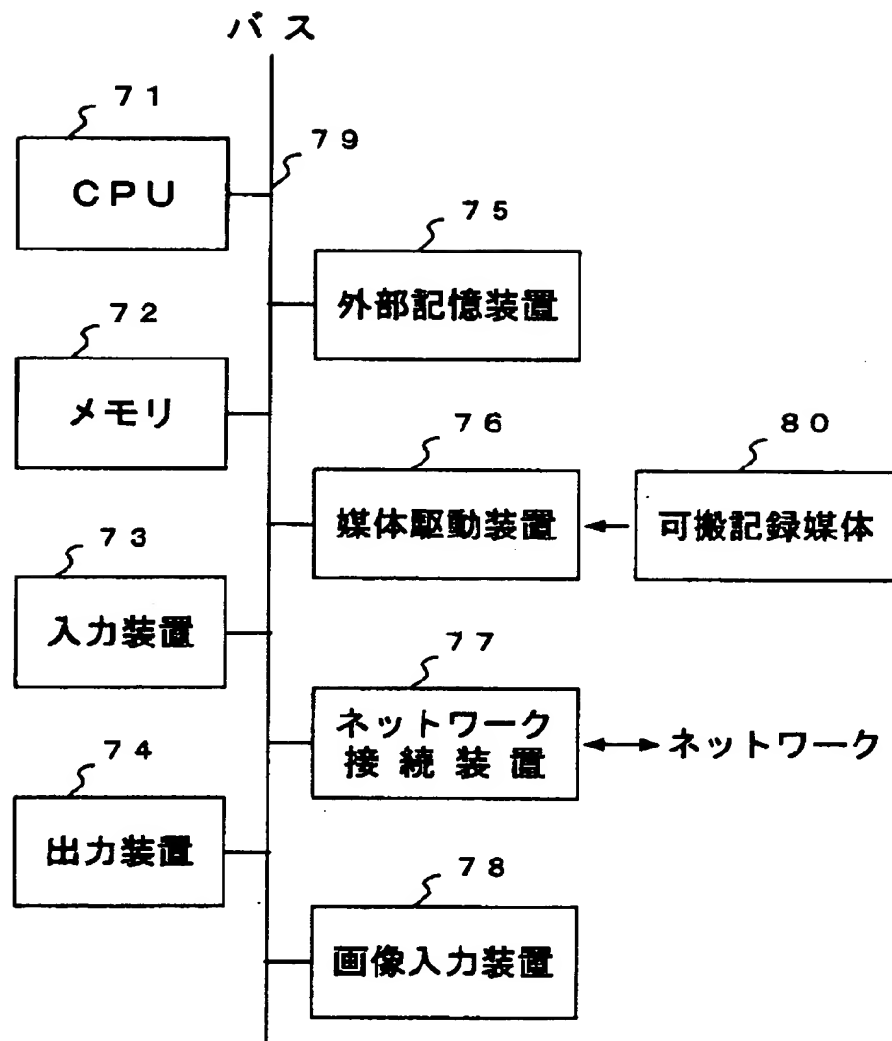 バス
71
CPU
79
75
外部記憶装置
72
メモリ
76
媒体駆動装置
80
可搬記録媒体
73
入力装置
77
ネットワーク
接続装置
ネットワーク
74
出力装置
78
画像入力装置